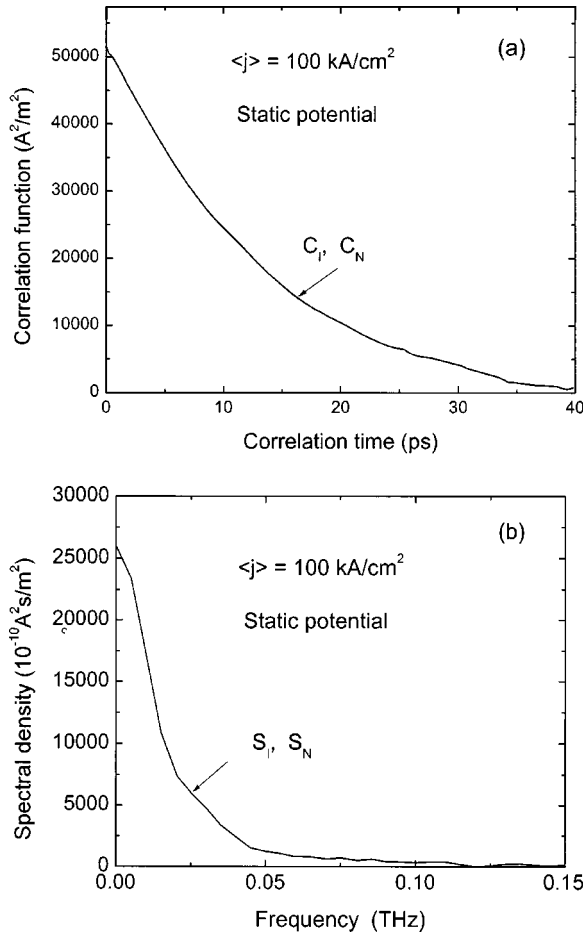 (a)
<j> = 100 kA/cm²
Static potential
C_I, C_N
50000
40000
30000
20000
10000
0
Correlation function (A²/m²)
0 10 20 30 40
Correlation time (ps)
(b)
<j> = 100 kA/cm²
Static potential
S_I, S_N
30000
25000
20000
15000
10000
5000
0
Spectral density (10⁻¹⁰A²s/m²)
0.00 0.05 0.10 0.15
Frequency (THz)